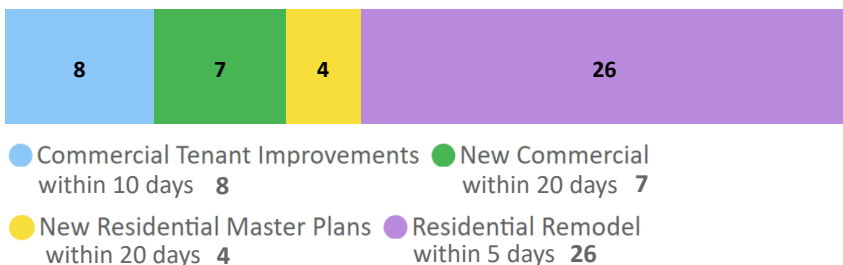 8 7 4 26
Commercial Tenant Improvements New Commercial
within 10 days 8 within 20 days 7
New Residential Master Plans Residential Remodel
within 20 days 4 within 5 days 26